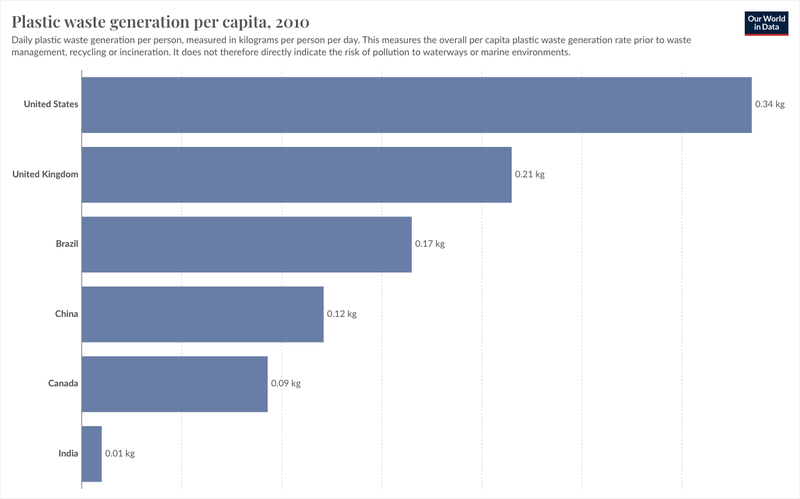 Plastic waste generation per capita, 2010
Our World
in Data
Daily plastic waste generation per person, measured in kilograms per person per day. This measures the overall per capita plastic waste generation rate prior to waste
management, recycling or incineration. It does not therefore directly indicate the risk of pollution to waterways or marine environments.
United States 0.34 kg
United Kingdom 0.21 kg
Brazil 0.17 kg
China 0.12 kg
Canada 0.09 kg
India 0.01 kg